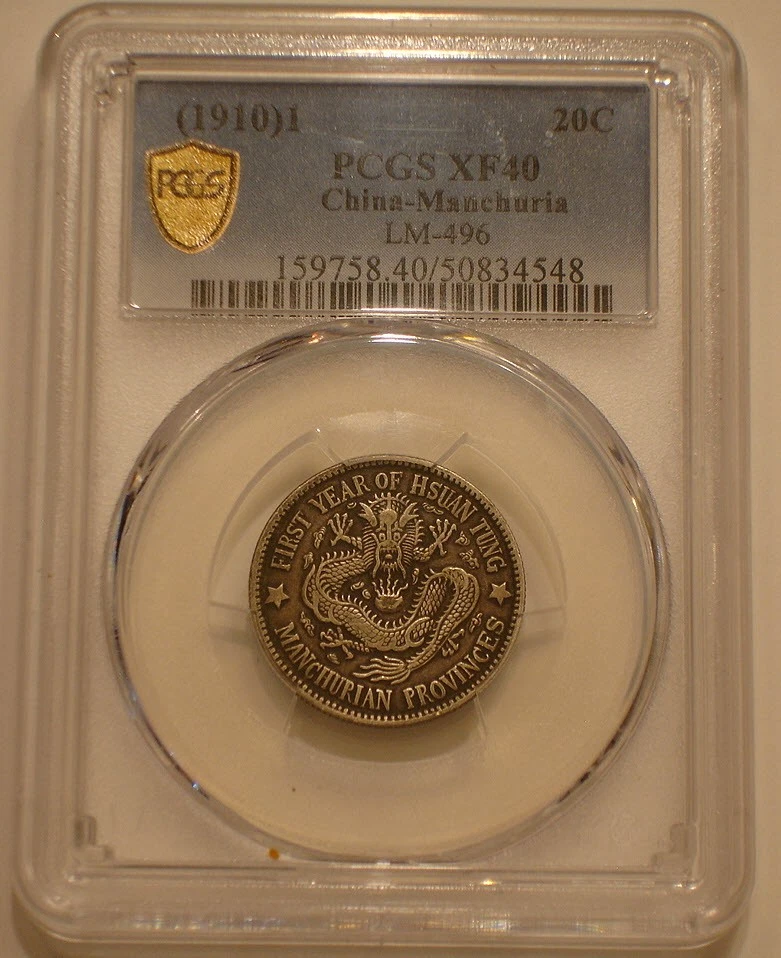 (1910)1 20C
PCGS
PCGS XF40
China-Manchuria
LM-496
159758.40/50834548
FIRST YEAR OF HSUAN TUNG
MANCHURIAN PROVINCES